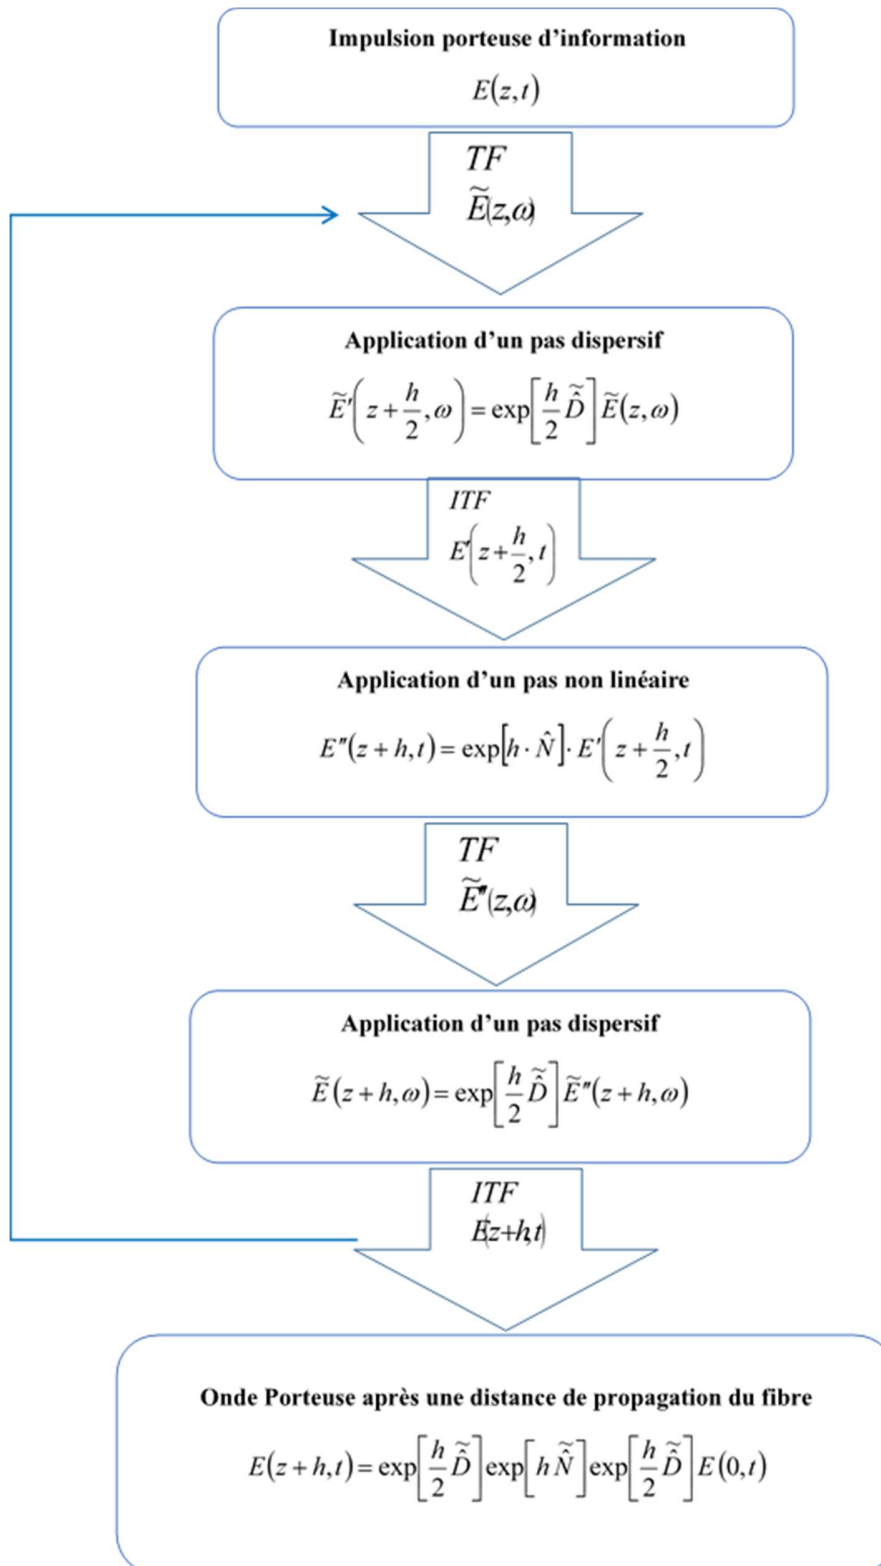 Impulsion porteuse d'information
E(z,t)
TF
Ẽ(z,ω)
Application d'un pas dispersif
Ẽ'(z + h/2, ω) = exp[h/2 D̂̃] Ẽ(z, ω)
ITF
E'(z + h/2, t)
Application d'un pas non linéaire
E"(z + h, t) = exp[h · N̂] · E'(z + h/2, t)
TF
Ẽ"(z,ω)
Application d'un pas dispersif
Ẽ(z + h, ω) = exp[h/2 D̂̃] Ẽ"(z + h, ω)
ITF
E(z+h,t)
Onde Porteuse après une distance de propagation du fibre
E(z + h, t) = exp[h/2 D̂̃] exp[h N̂̃] exp[h/2 D̂̃] E(0, t)